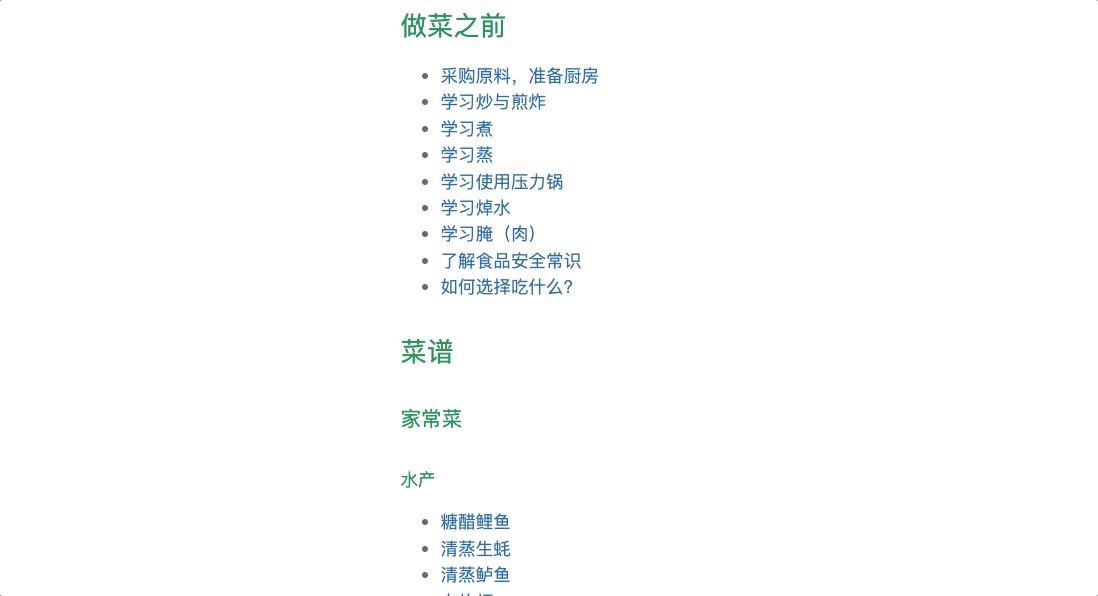 做菜之前
采购原料，准备厨房
学习炒与煎炸
学习煮
学习蒸
学习使用压力锅
学习焯水
学习腌（肉）
了解食品安全常识
如何选择吃什么?
菜谱
家常菜
水产
糖醋鲤鱼
清蒸生蚝
清蒸鲈鱼